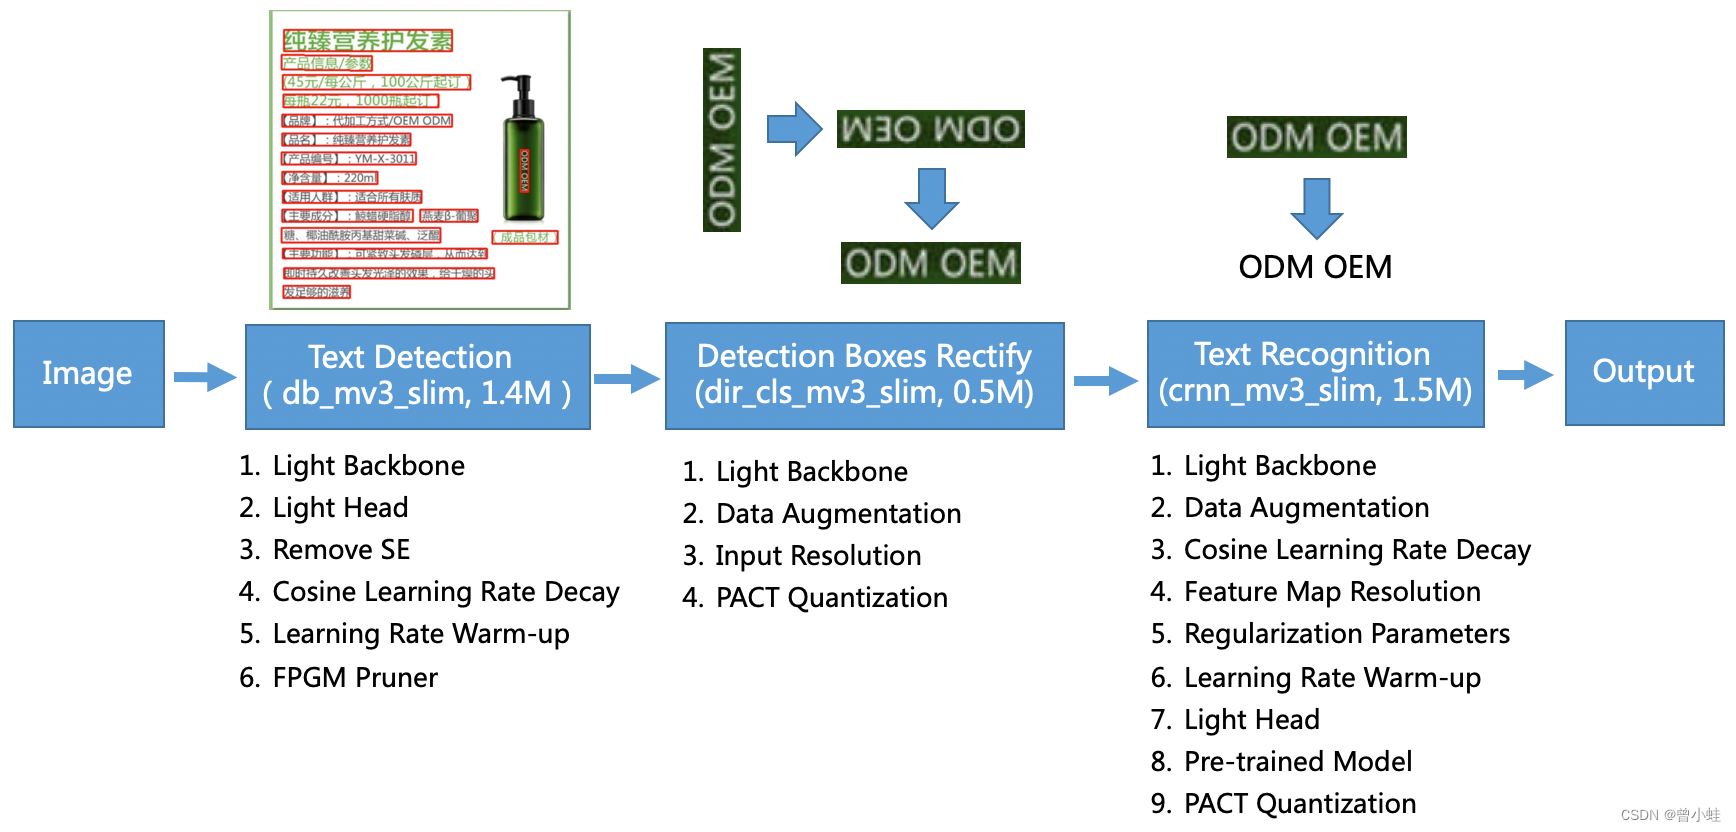 纯臻营养护发素
产品信息/参数
(45元/每公斤，100公斤起订)
每瓶22元，1000瓶起订)
【品牌】：代加工方式/OEM ODM
【品名】：纯臻营养护发素
【产品编号】：YM-X-3011
【净含量】：220ml
【适用人群】：适合所有肤质
【主要成分】：鲸蜡硬脂醇 燕麦β-葡聚
糖、椰油酰胺丙基甜菜碱、泛醌
【主要功能】：可紧致头发磷层，从而达到
即时持久改善头发光泽的效果，给干燥的头
发足够的滋养
ODM OEM
(成品包材)
ODM OEM
ODM OEM
ODM OEM
ODM OEM
ODM OEM
Image
Text Detection
( db_mv3_slim, 1.4M )
Detection Boxes Rectify
(dir_cls_mv3_slim, 0.5M)
Text Recognition
(crnn_mv3_slim, 1.5M)
Output
1. Light Backbone
2. Light Head
3. Remove SE
4. Cosine Learning Rate Decay
5. Learning Rate Warm-up
6. FPGM Pruner
1. Light Backbone
2. Data Augmentation
3. Input Resolution
4. PACT Quantization
1. Light Backbone
2. Data Augmentation
3. Cosine Learning Rate Decay
4. Feature Map Resolution
5. Regularization Parameters
6. Learning Rate Warm-up
7. Light Head
8. Pre-trained Model
9. PACT Quantization
CSDN @曾小蛙